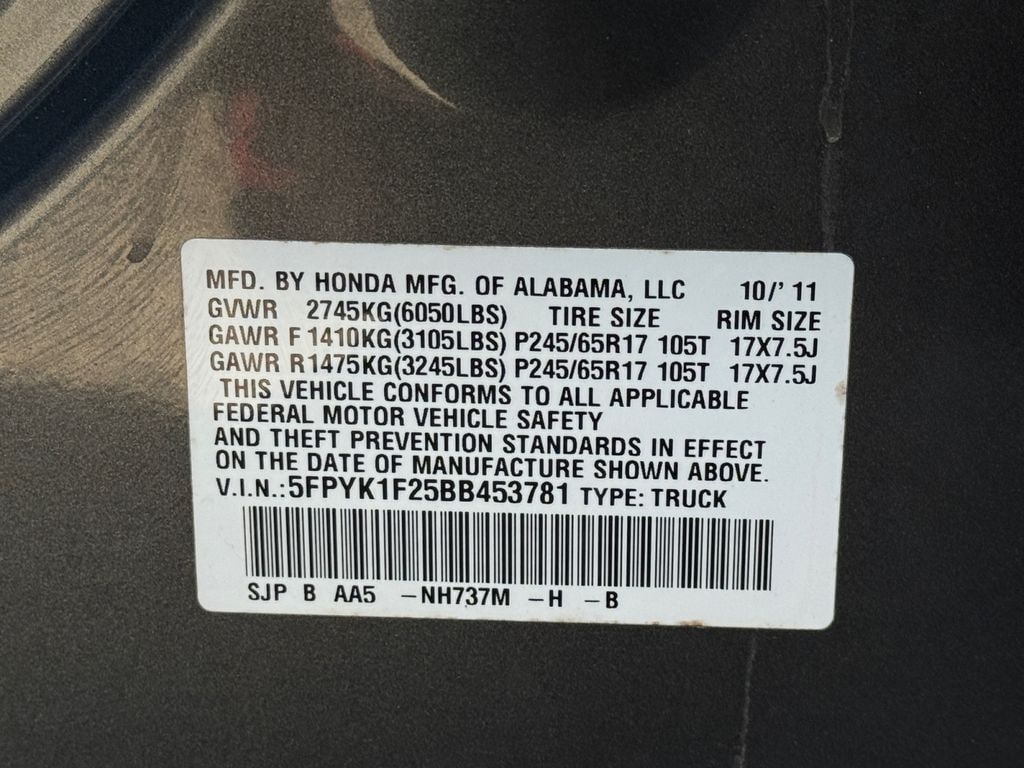 MFD. BY HONDA MFG. OF ALABAMA, LLC 10/'11
GVWR 2745KG(6050LBS) TIRE SIZE RIM SIZE
GAWR F 1410KG(3105LBS) P245/65R17 105T 17X7.5J
GAWR R1475KG(3245LBS) P245/65R17 105T 17X7.5J
THIS VEHICLE CONFORMS TO ALL APPLICABLE
FEDERAL MOTOR VEHICLE SAFETY
AND THEFT PREVENTION STANDARDS IN EFFECT
ON THE DATE OF MANUFACTURE SHOWN ABOVE.
V.I.N.:5FPYK1F25BB453781 TYPE: TRUCK
SJP B AA5 -NH737M -H -B